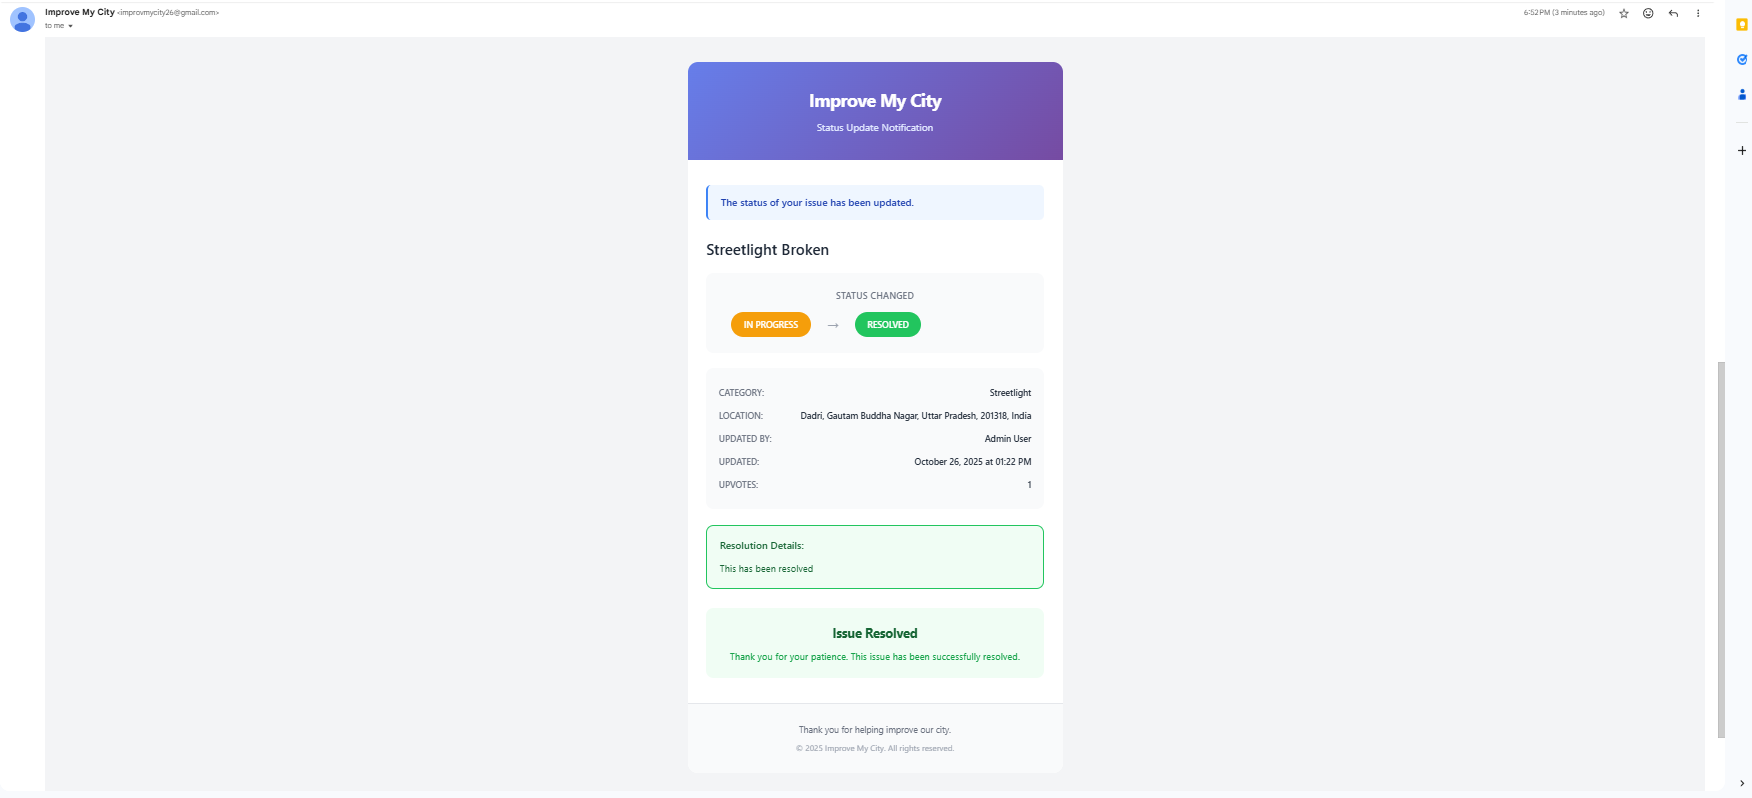 Improve My City <improvmycity26@gmail.com>
6:52 PM (3 minutes ago)
to me
Improve My City
Status Update Notification
The status of your issue has been updated.
Streetlight Broken
STATUS CHANGED
IN PROGRESS → RESOLVED
CATEGORY: Streetlight
LOCATION: Dadri, Gautam Buddha Nagar, Uttar Pradesh, 201318, India
UPDATED BY: Admin User
UPDATED: October 26, 2025 at 01:22 PM
UPVOTES: 1
Resolution Details:
This has been resolved
Issue Resolved
Thank you for your patience. This issue has been successfully resolved.
Thank you for helping improve our city.
© 2025 Improve My City. All rights reserved.